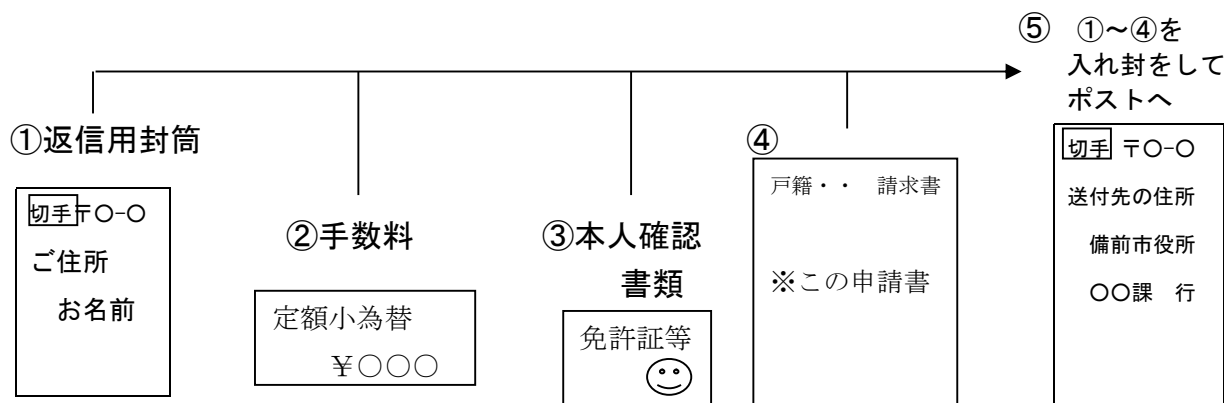 ①返信用封筒
切手〒○-○
ご住所
お名前
②手数料
定額小為替
￥○○○
③本人確認
書類
免許証等
④
戸籍・・　請求書
※この申請書
⑤　①～④を
入れ封をして
ポストへ
切手　〒○-○
送付先の住所
備前市役所
○○課　行